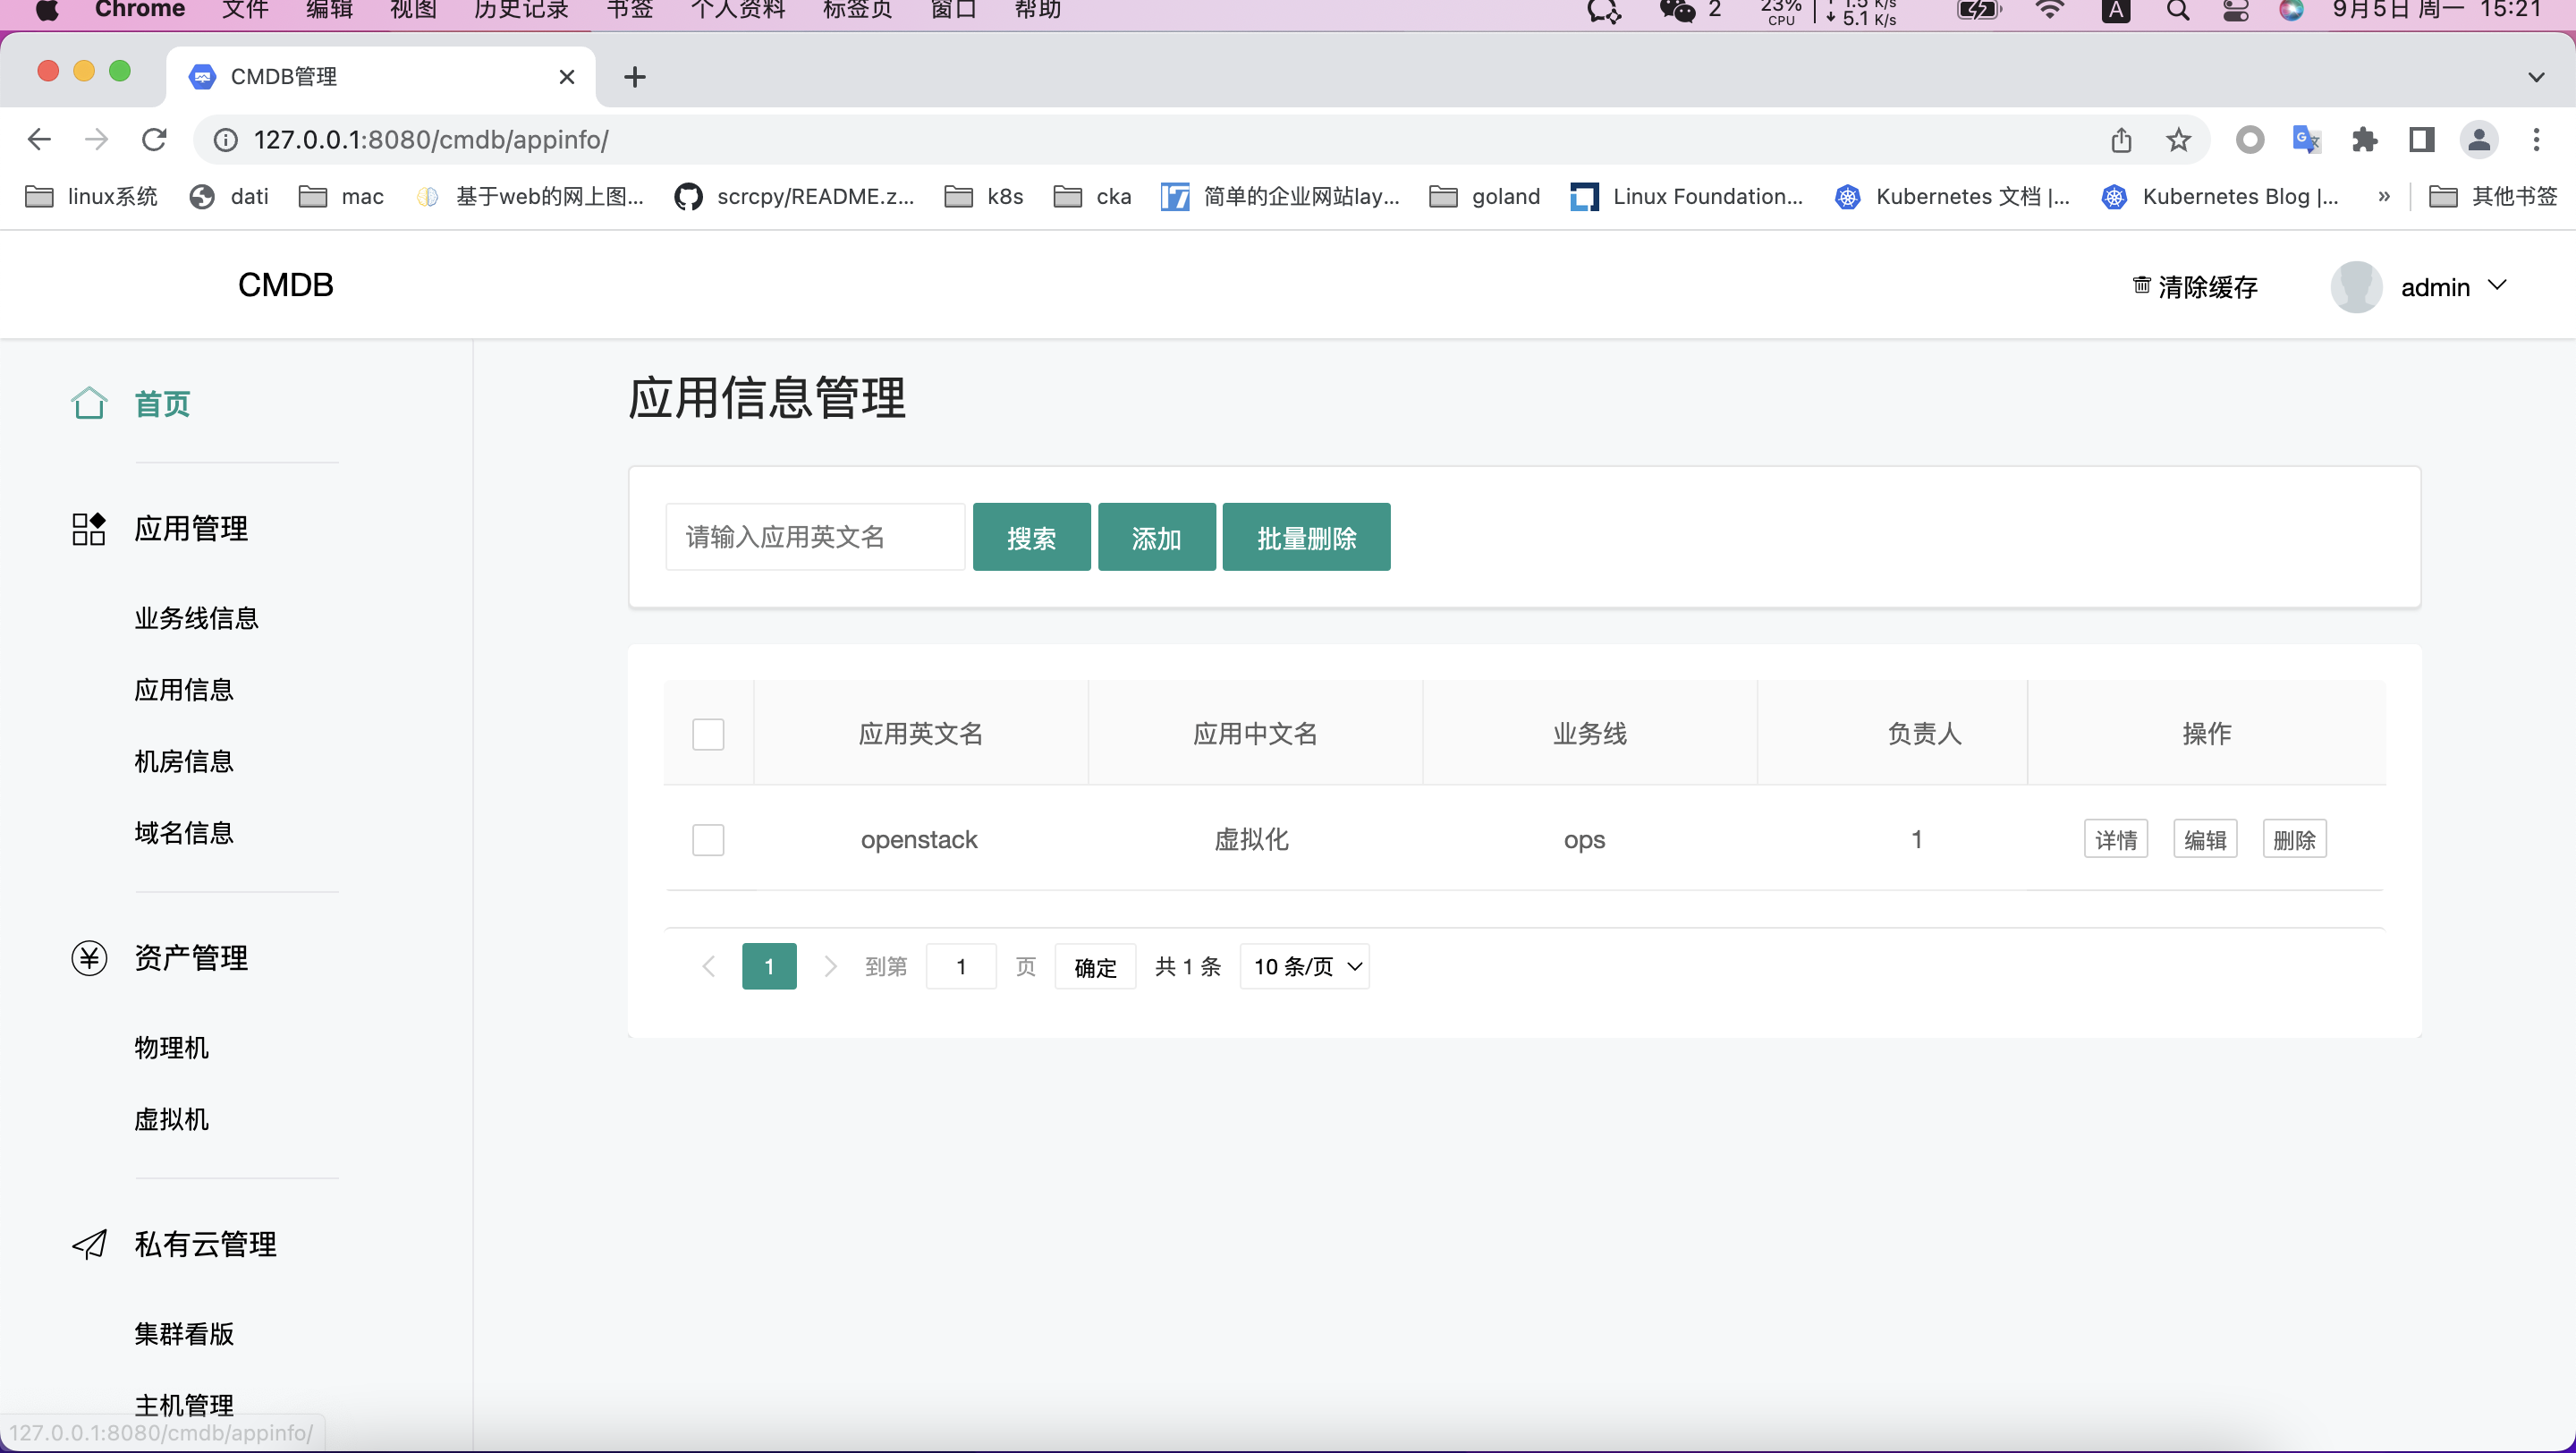 Chrome 文件 编辑 视图 历史记录 书签 个人资料 标签页 窗口 帮助 2 23% CPU 1.5 K/s 5.1 K/s A 9月5日 周一 15:21
CMDB管理
127.0.0.1:8080/cmdb/appinfo/
linux系统 dati mac 基于web的网上图... scrcpy/README.z... k8s cka 简单的企业网站lay... goland Linux Foundation... Kubernetes 文档 |... Kubernetes Blog |... » 其他书签
CMDB 清除缓存 admin
首页
应用管理
业务线信息
应用信息
机房信息
域名信息
资产管理
物理机
虚拟机
私有云管理
集群看版
主机管理
127.0.0.1:8080/cmdb/appinfo/
应用信息管理
请输入应用英文名 搜索 添加 批量删除
应用英文名 应用中文名 业务线 负责人 操作
openstack 虚拟化 ops 1 详情 编辑 删除
1 到第 1 页 确定 共 1 条 10 条/页